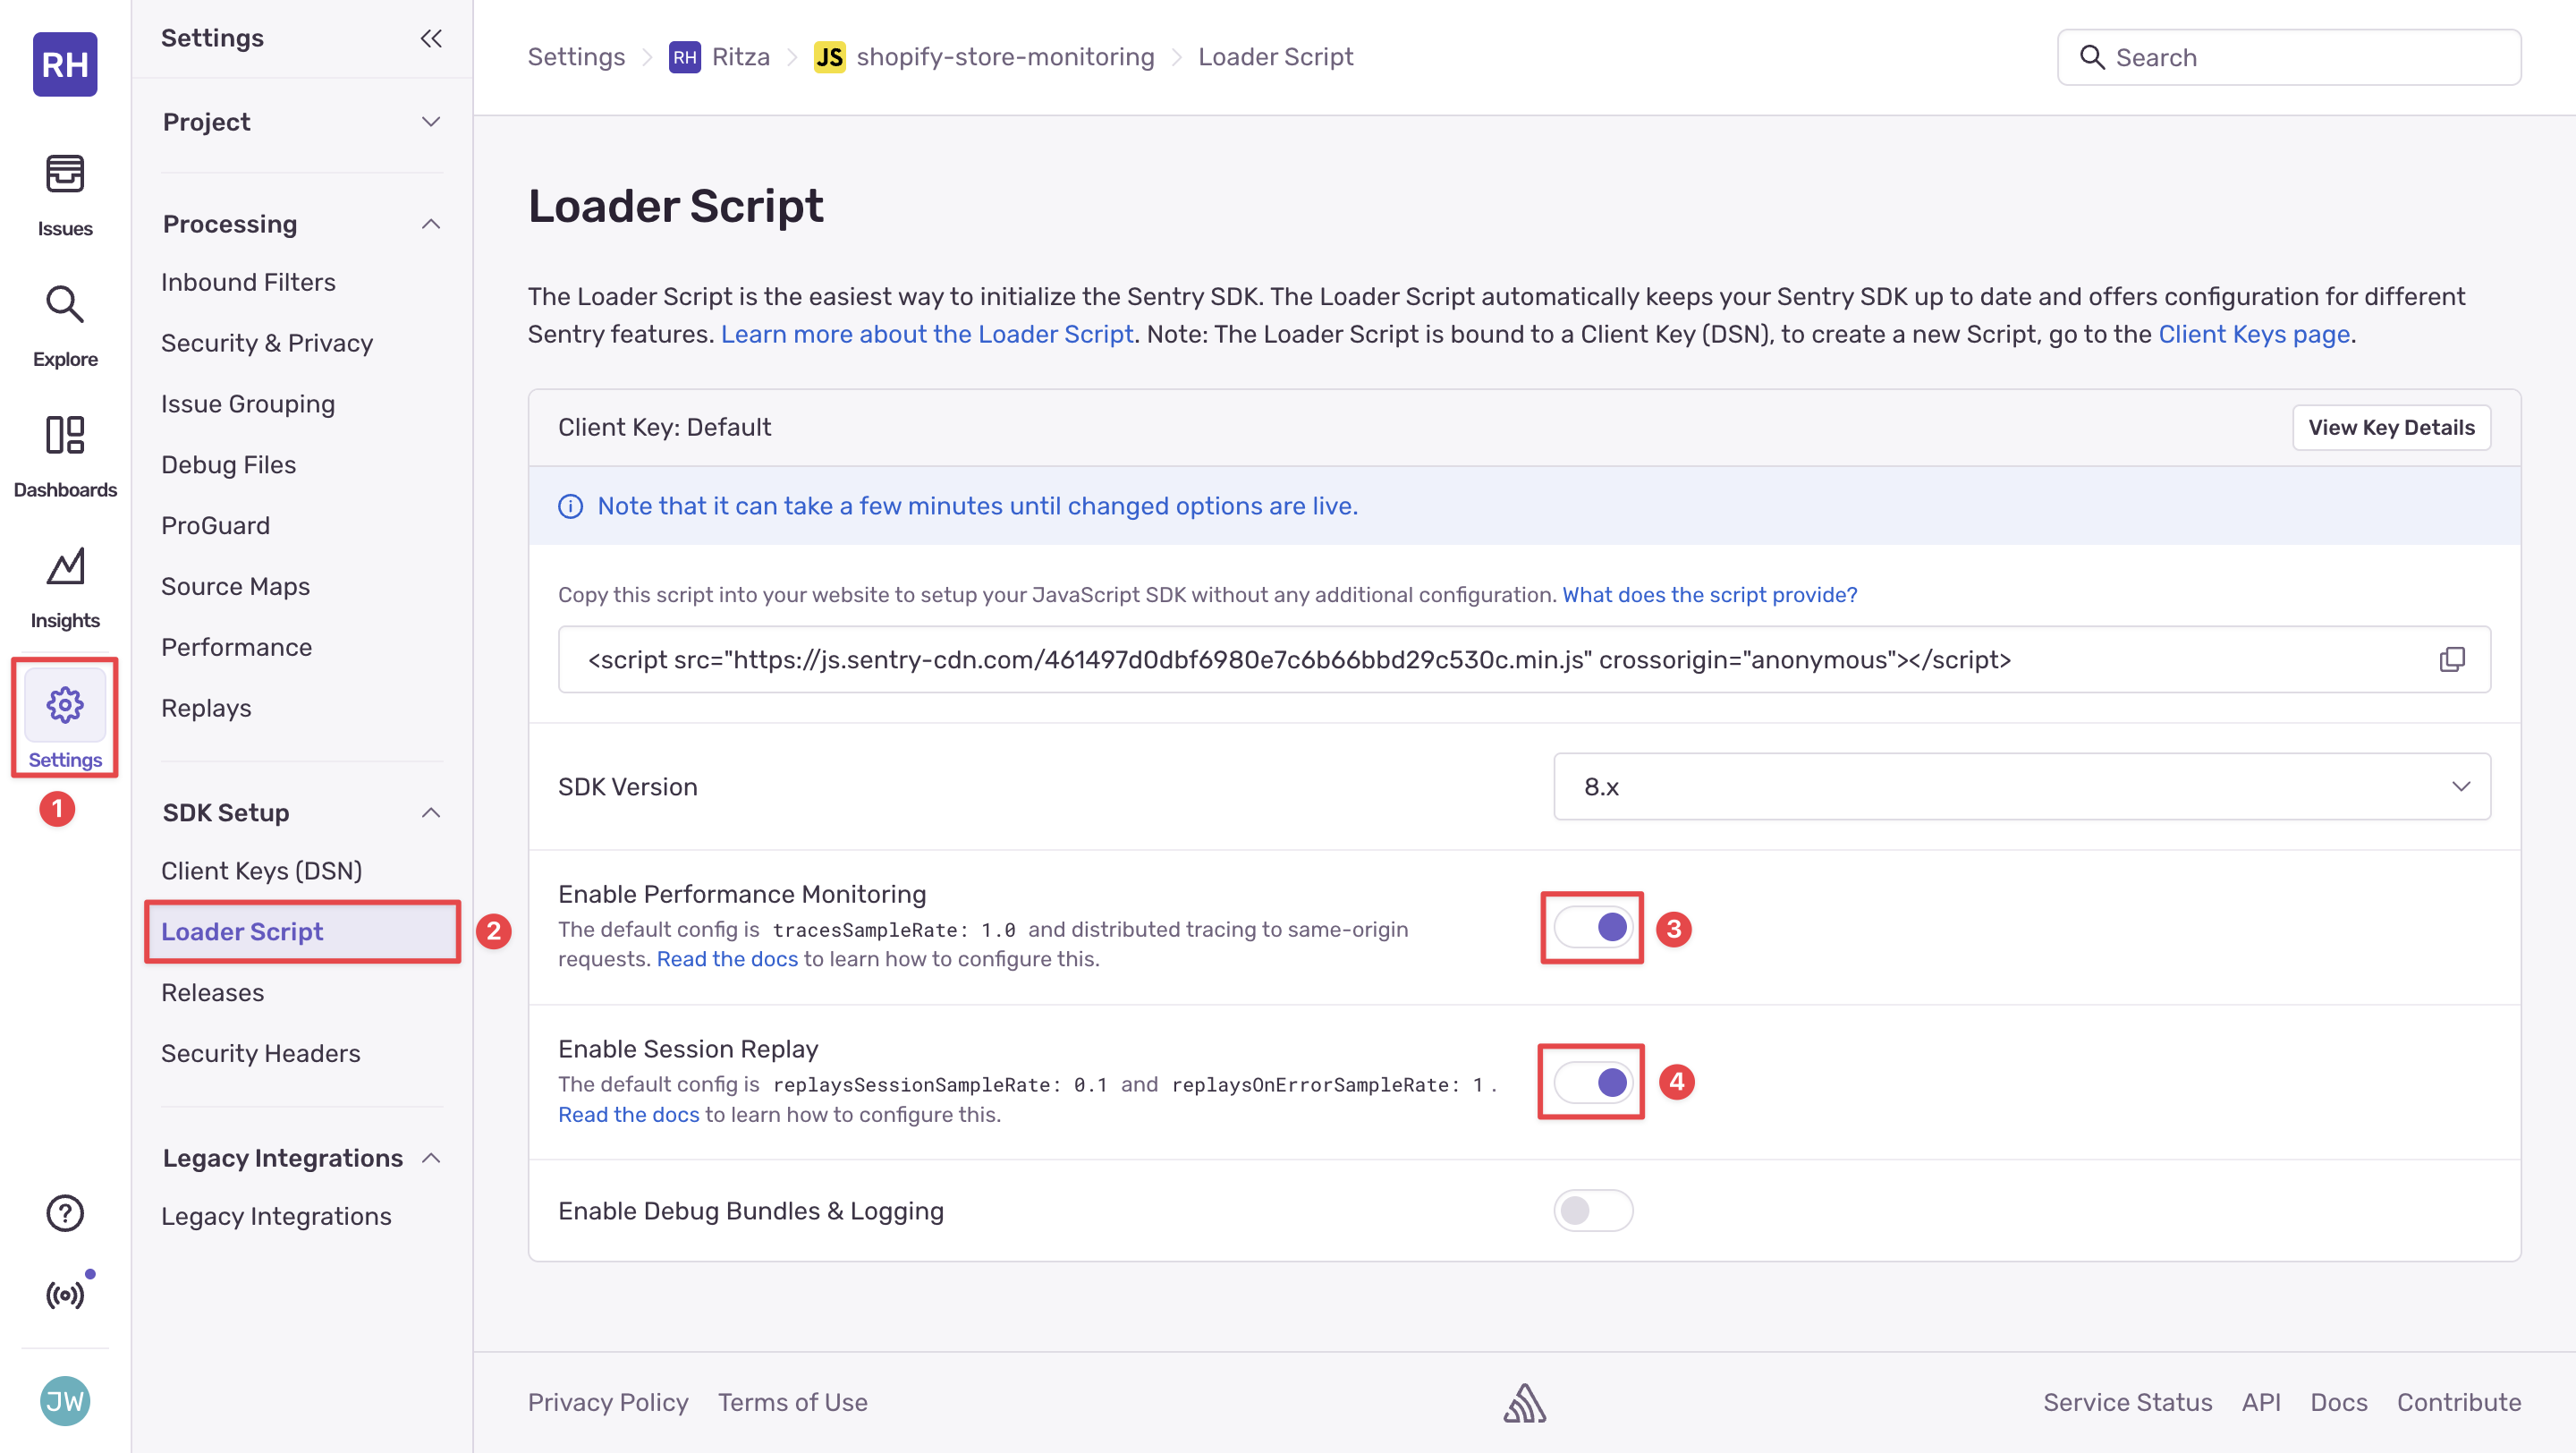 RH
Issues
Explore
Dashboards
Insights
Settings
1
JW
Settings
Project
Processing
Inbound Filters
Security & Privacy
Issue Grouping
Debug Files
ProGuard
Source Maps
Performance
Replays
SDK Setup
Client Keys (DSN)
Loader Script
2
Releases
Security Headers
Legacy Integrations
Legacy Integrations
Settings RH Ritza JS shopify-store-monitoring Loader Script
Search
Loader Script
The Loader Script is the easiest way to initialize the Sentry SDK. The Loader Script automatically keeps your Sentry SDK up to date and offers configuration for different
Sentry features. Learn more about the Loader Script. Note: The Loader Script is bound to a Client Key (DSN), to create a new Script, go to the Client Keys page.
Client Key: Default
View Key Details
Note that it can take a few minutes until changed options are live.
Copy this script into your website to setup your JavaScript SDK without any additional configuration. What does the script provide?
<script src="https://js.sentry-cdn.com/461497d0dbf6980e7c6b66bbd29c530c.min.js" crossorigin="anonymous"></script>
SDK Version
8.x
Enable Performance Monitoring
The default config is tracesSampleRate: 1.0 and distributed tracing to same-origin
requests. Read the docs to learn how to configure this.
3
Enable Session Replay
The default config is replaysSessionSampleRate: 0.1 and replaysOnErrorSampleRate: 1 .
Read the docs to learn how to configure this.
4
Enable Debug Bundles & Logging
Privacy Policy Terms of Use
Service Status API Docs Contribute